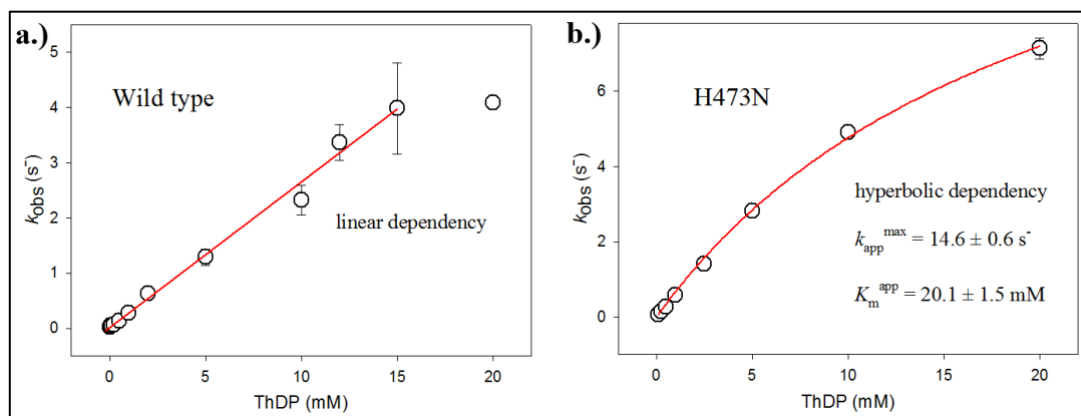 a.)
Wild type
linear dependency
kobs (s-)
5
4
3
2
1
0
0 5 10 15 20
ThDP (mM)
b.)
H473N
hyperbolic dependency
kappmax = 14.6 ± 0.6 s-
Kmapp = 20.1 ± 1.5 mM
kobs (s-)
6
4
2
0
0 5 10 15 20
ThDP (mM)